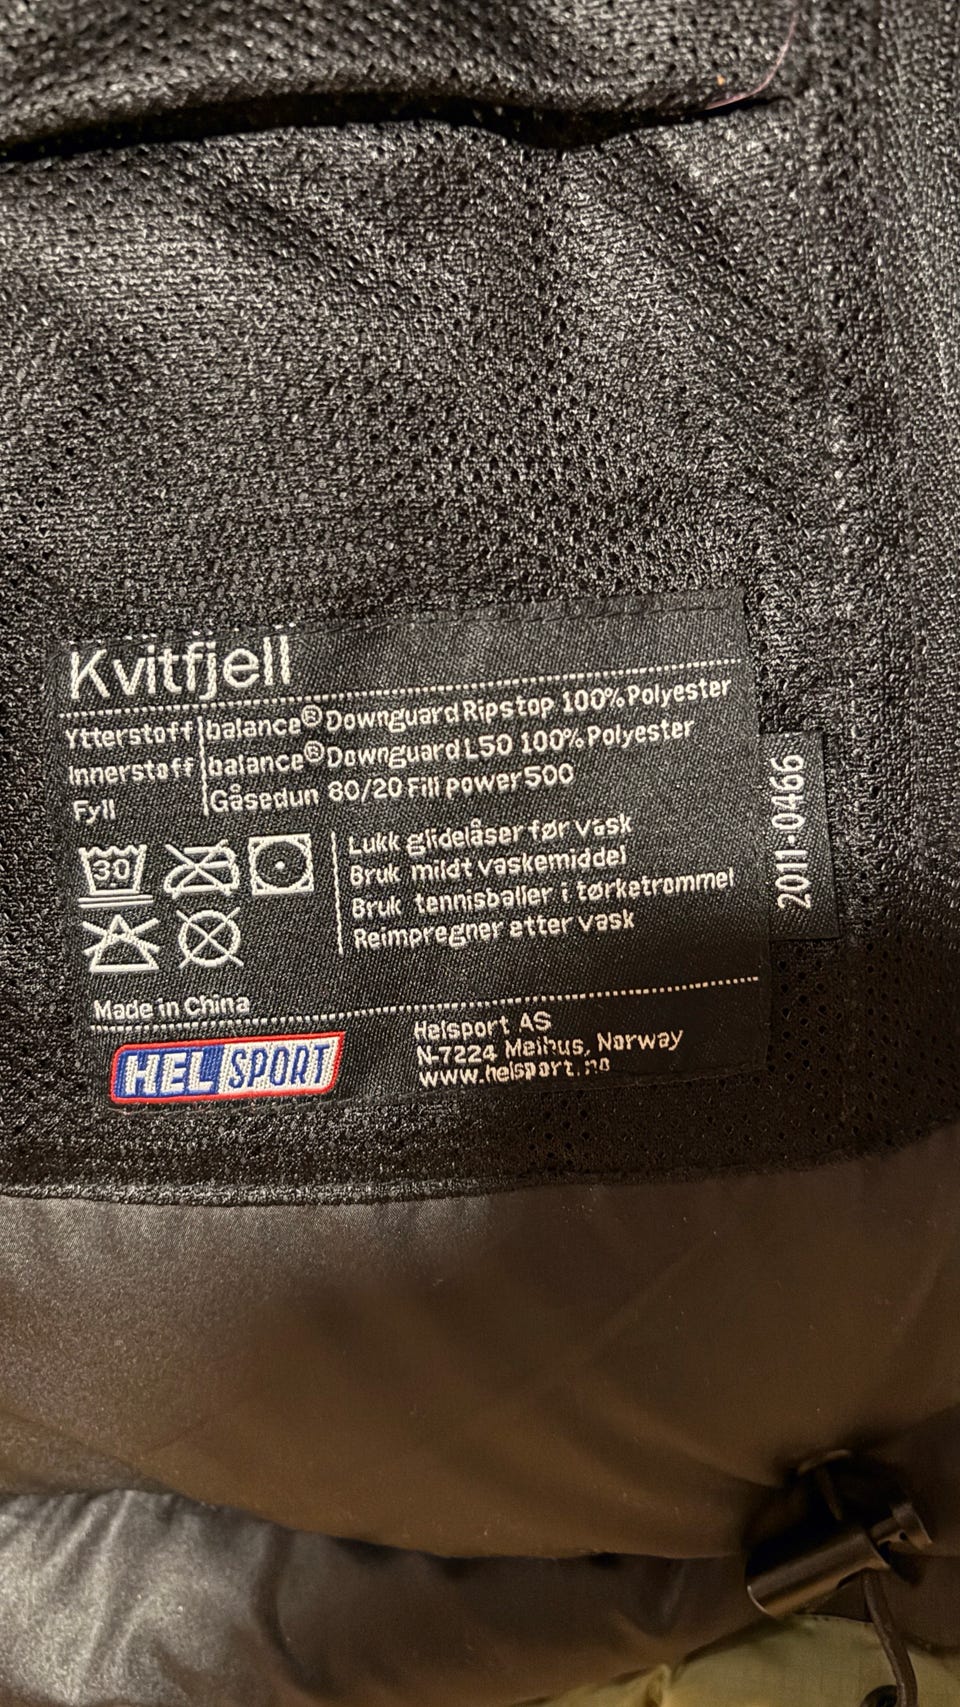 Kvitfjell
Ytterstoff balance® Downguard Ripstop 100% Polyester
Innerstoff balance® Downguard L50 100% Polyester
Fyll Gåsedun 80/20 Fill power 500
30
Lukk glidelåser før vask
Bruk mildt vaskemiddel
Bruk tennisballer i tørketrommel
Reimpregner etter vask
Made in China
HELSPORT
Helsport AS
N-7224 Melhus, Norway
www.helsport.no
2011-0466